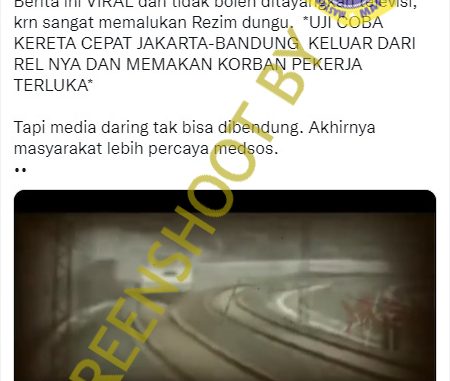 Berita ini VIRAL dan tidak boleh ditayangkan televisi,
krn sangat memalukan Rezim dungu. *UJI COBA
KERETA CEPAT JAKARTA-BANDUNG KELUAR DARI
REL NYA DAN MEMAKAN KORBAN PEKERJA
TERLUKA*
Tapi media daring tak bisa dibendung. Akhirnya
masyarakat lebih percaya medsos.
••
REENSHOOT BY